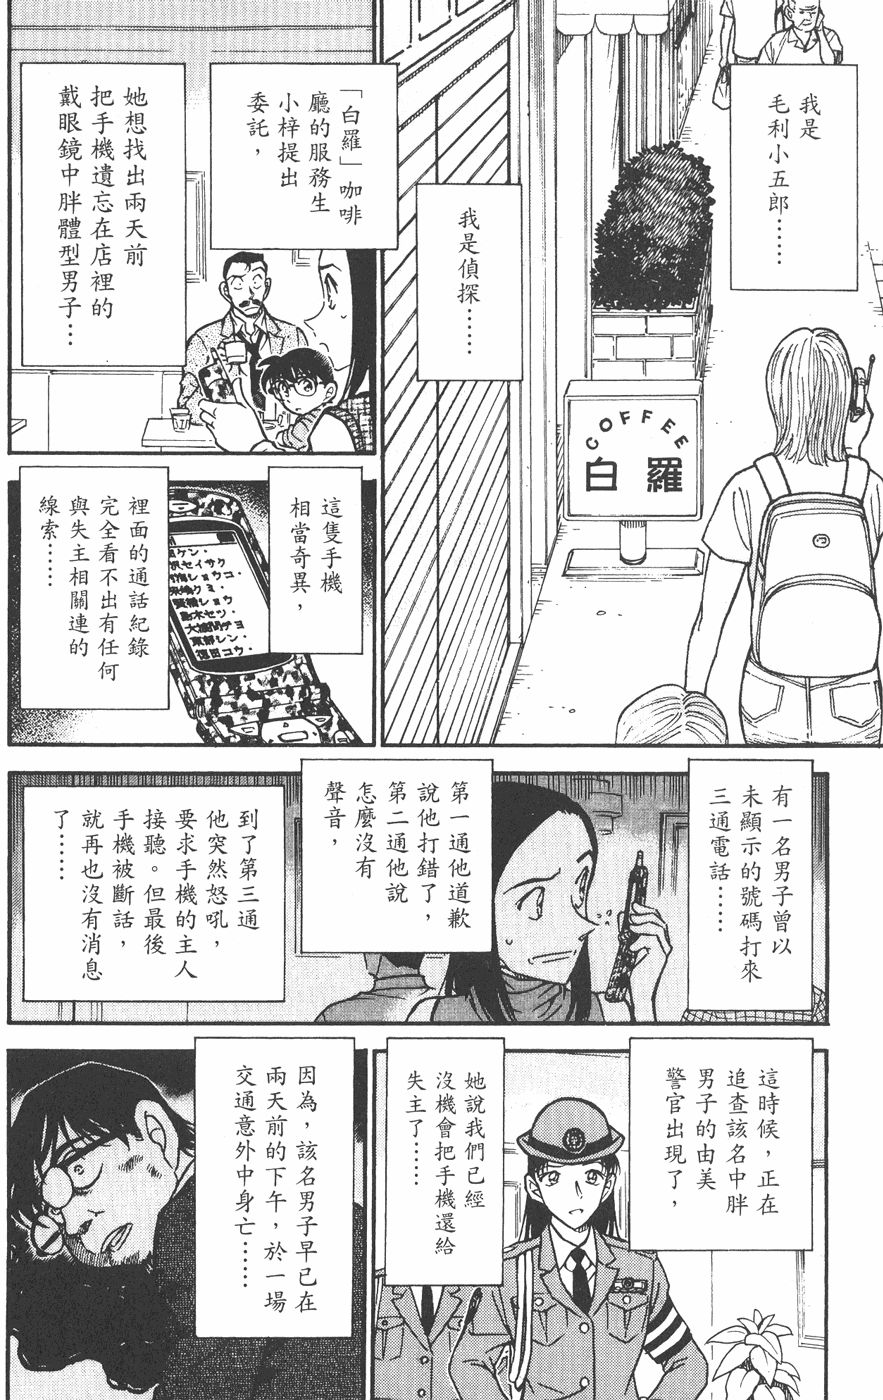 我是
毛利小五郎……
我是偵探……
COFFEE
白羅
「白羅」咖啡
廳的服務生
小梓提出
委託，
她想找出兩天前
把手機遺忘在店裡的
戴眼鏡中胖體型男子…
這隻手機
相當奇異，
裡面的通話紀錄
完全看不出有任何
與失主相關連的
線索……
有一名男子曾以
未顯示的號碼打來
三通電話……
第一通他道歉
說他打錯了，
第二通他說
怎麼沒有
聲音，
到了第三通
他突然怒吼，
要求手機的主人
接聽。但最後
手機被斷話，
就再也沒有消息
了……
這時候，正在
追查該名中胖
男子的由美
警官出現了，
她說我們已經
沒機會把手機還給
失主了……
因為，該名男子早已在
兩天前的下午，於一場
交通意外中身亡……